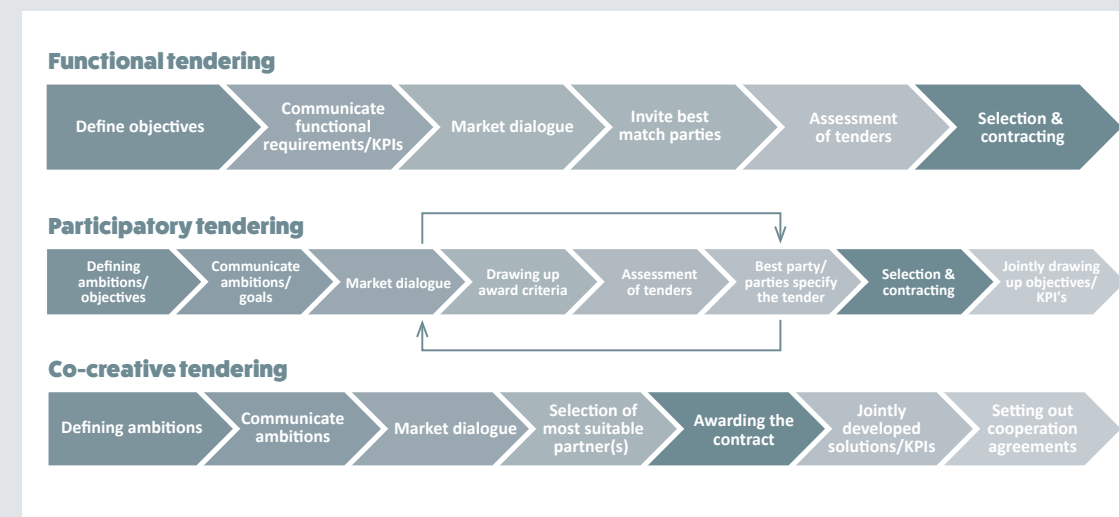 Functional tendering
Define objectives
Communicate
functional
requirements/KPIs
Market dialogue
Invite best
match parties
Assessment
of tenders
Selection &
contracting
Participatory tendering
Defining
ambitions/
objectives
Communicate
ambitions/
goals
Market dialogue
Drawing up
award criteria
Assessment
of tenders
Best party/
parties specify
the tender
Selection &
contracting
Jointly drawing
up objectives/
KPI's
Co-creative tendering
Defining ambitions
Communicate
ambitions
Market dialogue
Selection of
most suitable
partner(s)
Awarding the
contract
Jointly
developed
solutions/KPIs
Setting out
cooperation
agreements